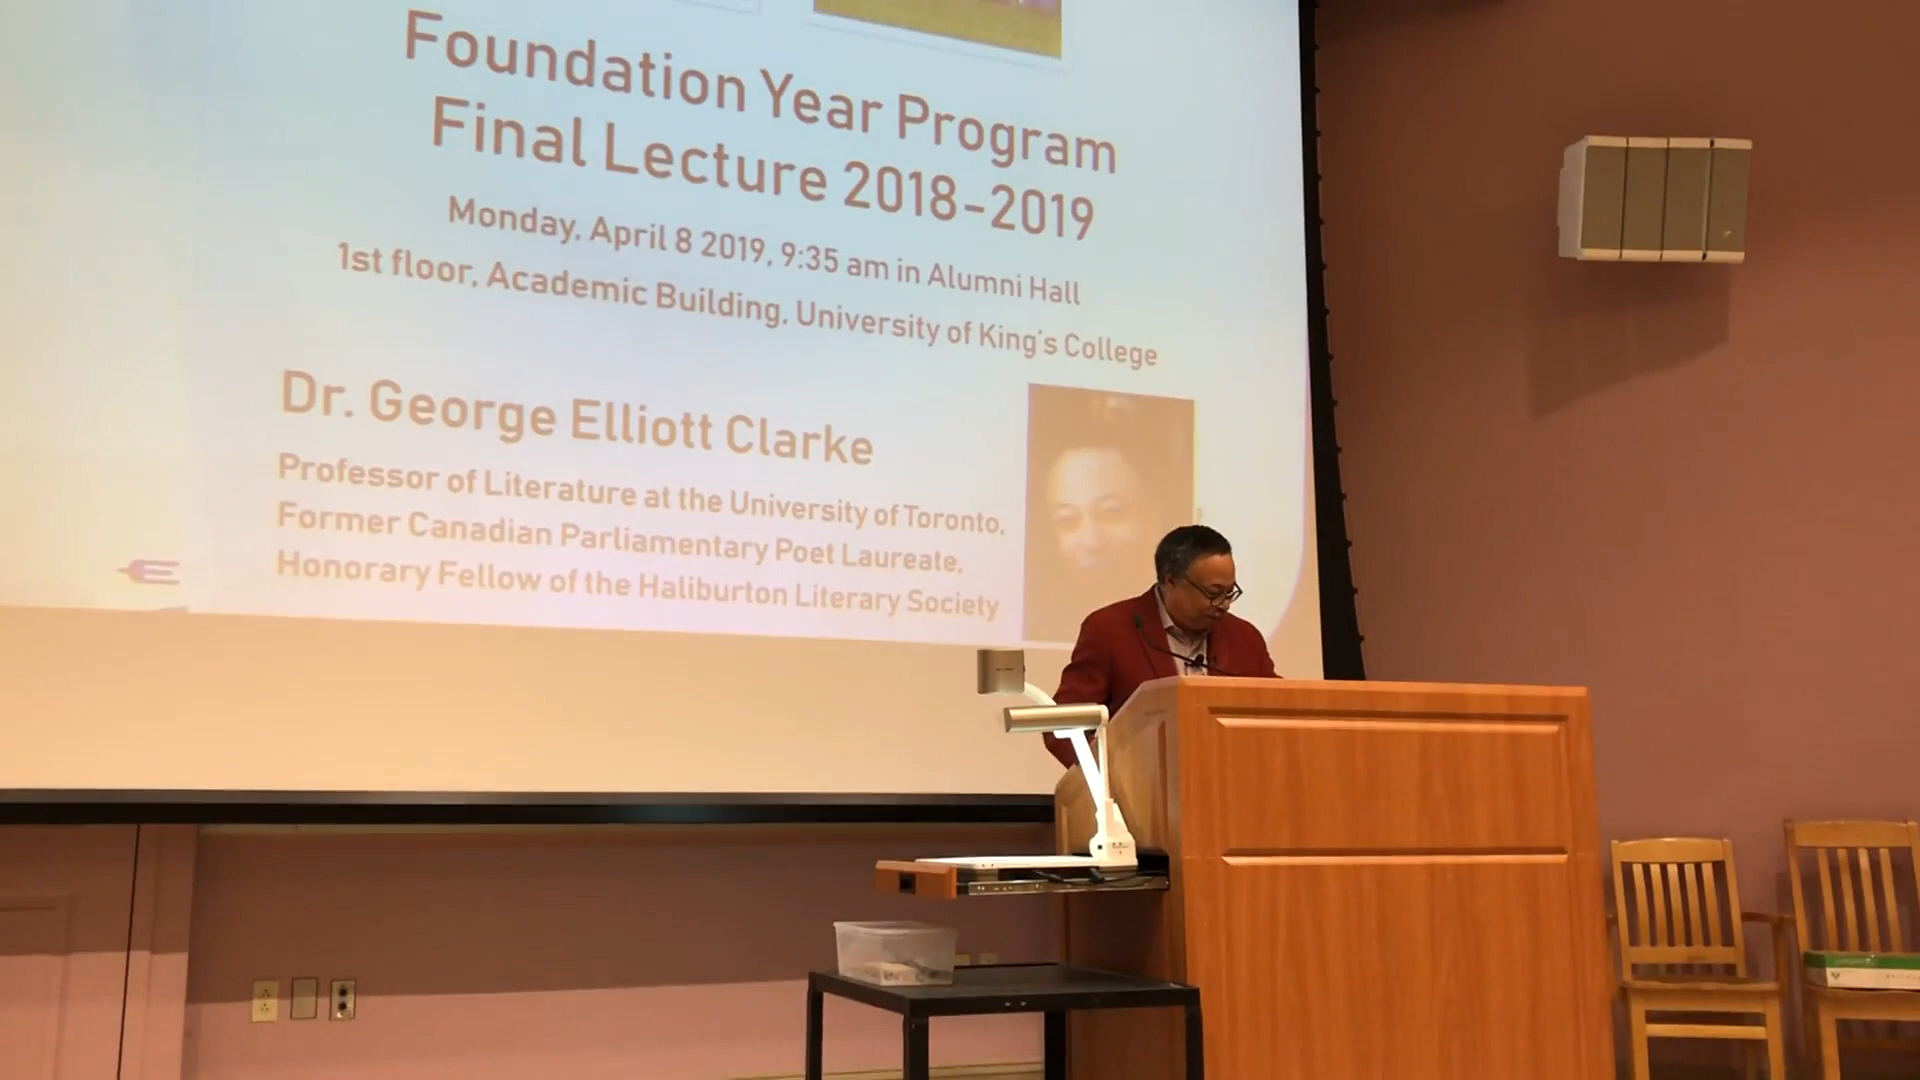 Foundation Year Program
Final Lecture 2018-2019
Monday, April 8 2019, 9:35 am in Alumni Hall
1st floor, Academic Building, University of King's College
Dr. George Elliott Clarke
Professor of Literature at the University of Toronto,
Former Canadian Parliamentary Poet Laureate,
Honorary Fellow of the Haliburton Literary Society